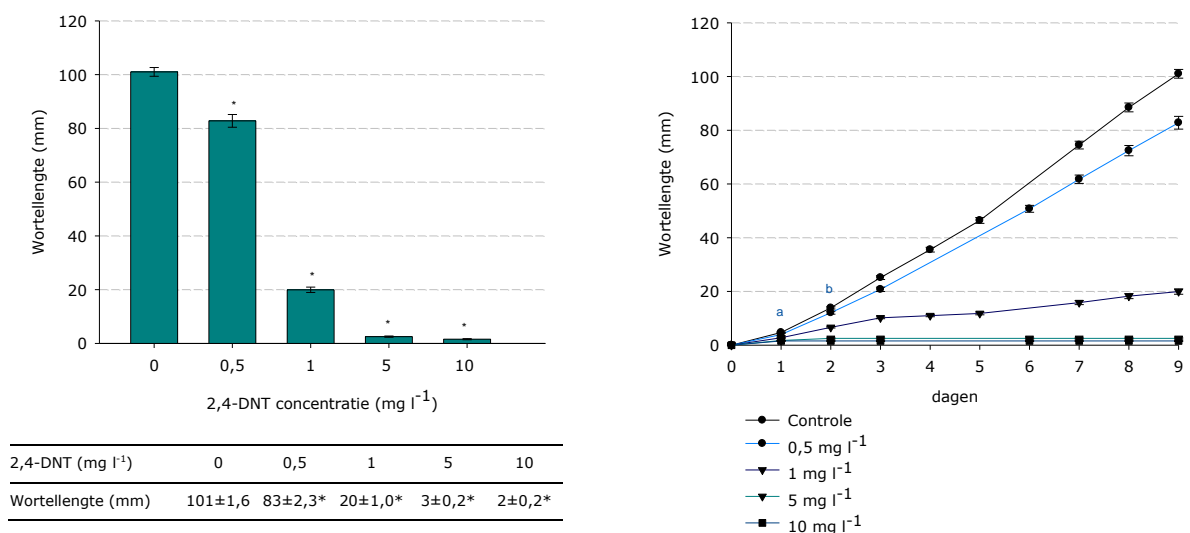 120
100
80
60
40
20
0
Wortellengte (mm)
* * * *
0 0,5 1 5 10
2,4-DNT concentratie (mg l-1)
2,4-DNT (mg l-1) 0 0,5 1 5 10
Wortellengte (mm) 101±1,6 83±2,3* 20±1,0* 3±0,2* 2±0,2*
120
100
80
60
40
20
0
Wortellengte (mm)
a b
0 1 2 3 4 5 6 7 8 9
dagen
Controle
0,5 mg l-1
1 mg l-1
5 mg l-1
10 mg l-1